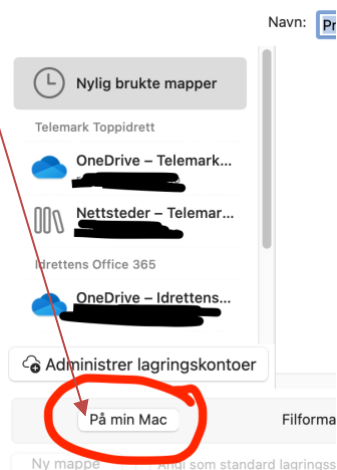 Navn: Pr
Nylig brukte mapper
Telemark Toppidrett
OneDrive – Telemark...
Nettsteder – Telemar...
Idrettens Office 365
OneDrive – Idrettens...
Administrer lagringskontoer
På min Mac
Filforma
Ny mappe
Angi som standard lagringss